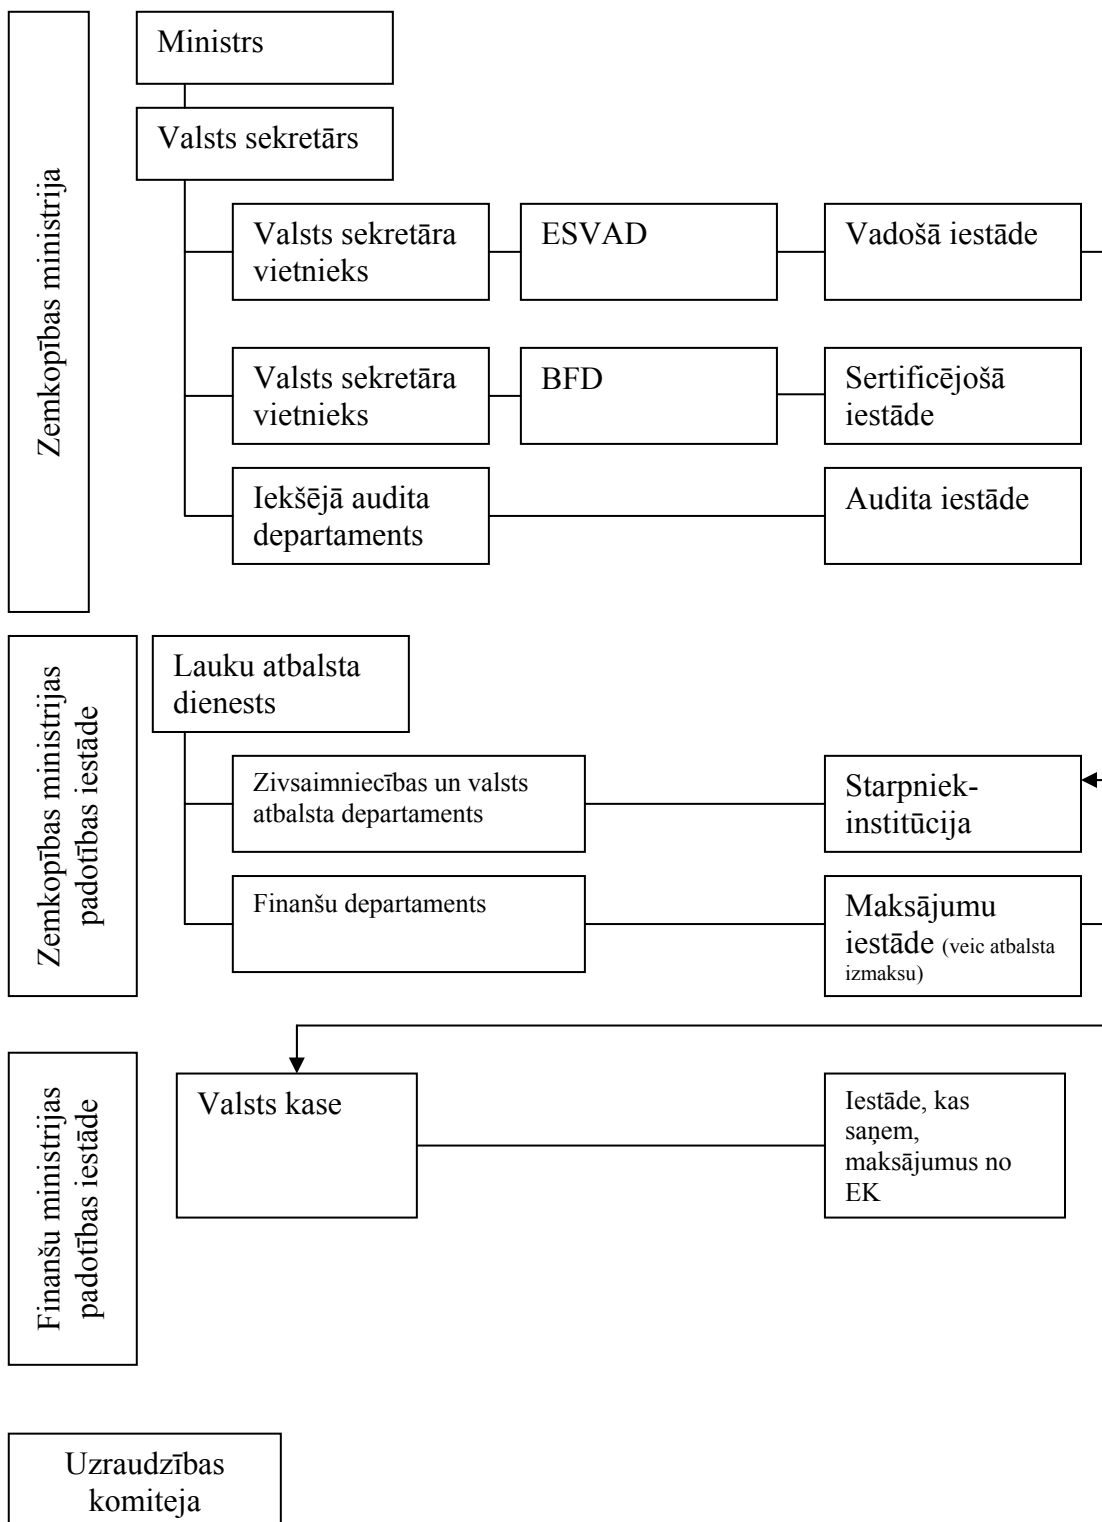 Zemkopības ministrija
Ministrs
Valsts sekretārs
Valsts sekretāra
vietnieks
ESVAD
Vadošā iestāde
Valsts sekretāra
vietnieks
BFD
Sertificējošā
iestāde
Iekšējā audita
departaments
Audita iestāde
Zemkopības ministrijas
padotības iestāde
Lauku atbalsta
dienests
Zivsaimniecības un valsts
atbalsta departaments
Starpniek-
institūcija
Finanšu departaments
Maksājumu
iestāde (veic atbalsta
izmaksu)
Finanšu ministrijas
padotības iestāde
Valsts kase
Iestāde, kas
saņem,
maksājumus no
EK
Uzraudzības
komiteja